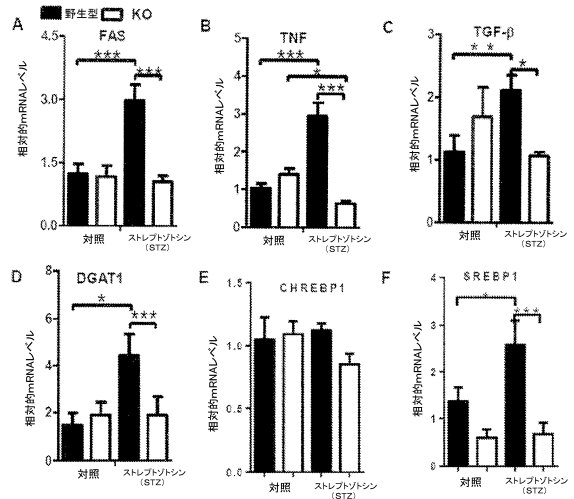 野生型 KO
A FAS
***
***
相対的mRNAレベル
4.5
3.0
1.5
0.0
対照 ストレプトゾトシン
(STZ)
B TNF
***
*
***
相対的mRNAレベル
5
4
3
2
1
0
対照 ストレプトゾトシン
(STZ)
C TGF-β
**
*
相対的mRNAレベル
3
2
1
0
対照 ストレプトゾトシン
(STZ)
D DGAT1
*
***
相対的mRNAレベル
8
6
4
2
0
対照 ストレプトゾトシン
(STZ)
E CHREBP1
相対的mRNAレベル
1.5
1.0
0.5
0.0
対照 ストレプトゾトシン
(STZ)
F SREBP1
*
***
相対的mRNAレベル
4
3
2
1
0
対照 ストレプトゾトシン
(STZ)